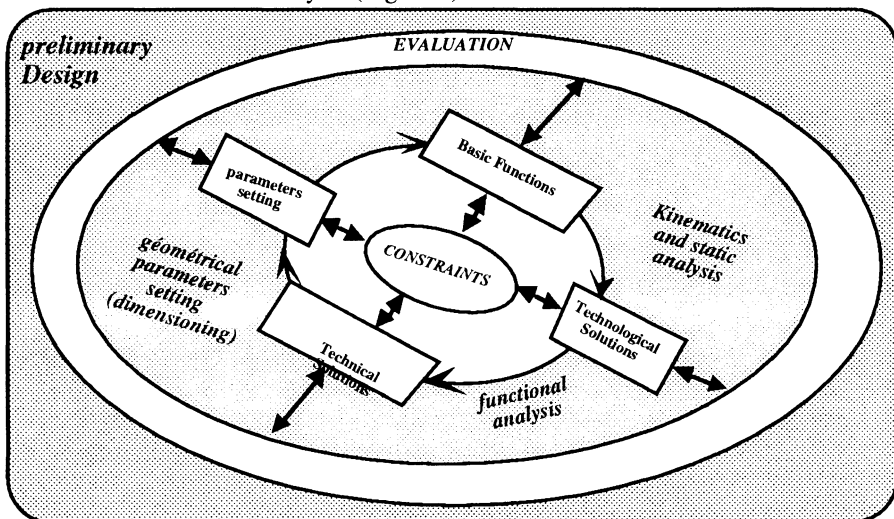 preliminary
Design
EVALUATION
Basic Functions
parameters
setting
Kinematics
and static
analysis
CONSTRAINTS
géométrical
parameters
setting
(dimensioning)
Technological
Solutions
Technical
Solutions
functional
analysis